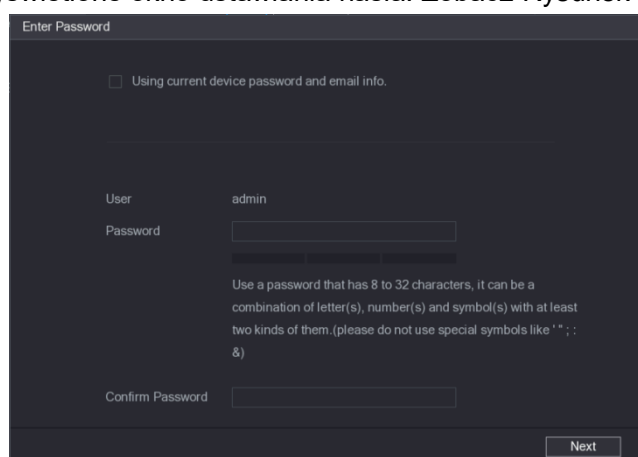 Enter Password
Using current device password and email info.
User admin
Password
Use a password that has 8 to 32 characters, it can be a
combination of letter(s), number(s) and symbol(s) with at least
two kinds of them.(please do not use special symbols like ' " ; :
&)
Confirm Password
Next